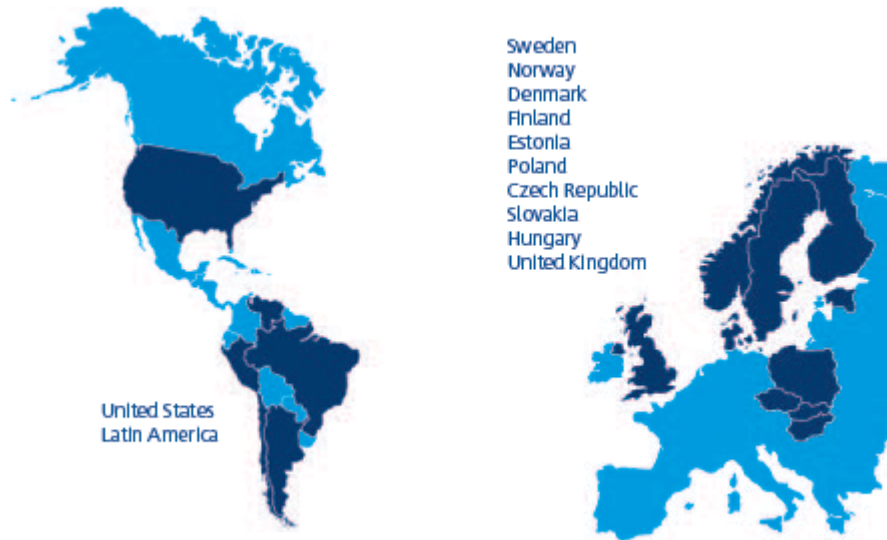 United States
Latin America
Sweden
Norway
Denmark
Finland
Estonia
Poland
Czech Republic
Slovakia
Hungary
United Kingdom